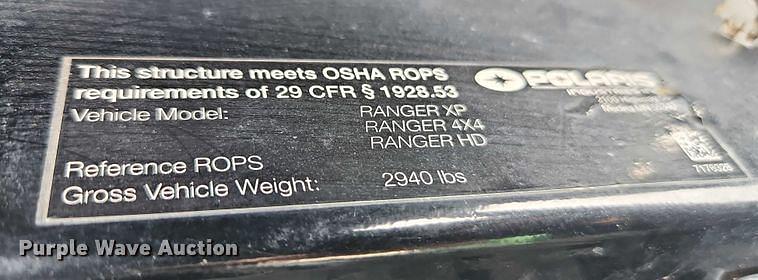 This structure meets OSHA ROPS
requirements of 29 CFR § 1928.53
POLARIS
Vehicle Model:
RANGER XP
RANGER 4X4
RANGER HD
Reference ROPS
Gross Vehicle Weight:
2940 lbs
Purple Wave Auction